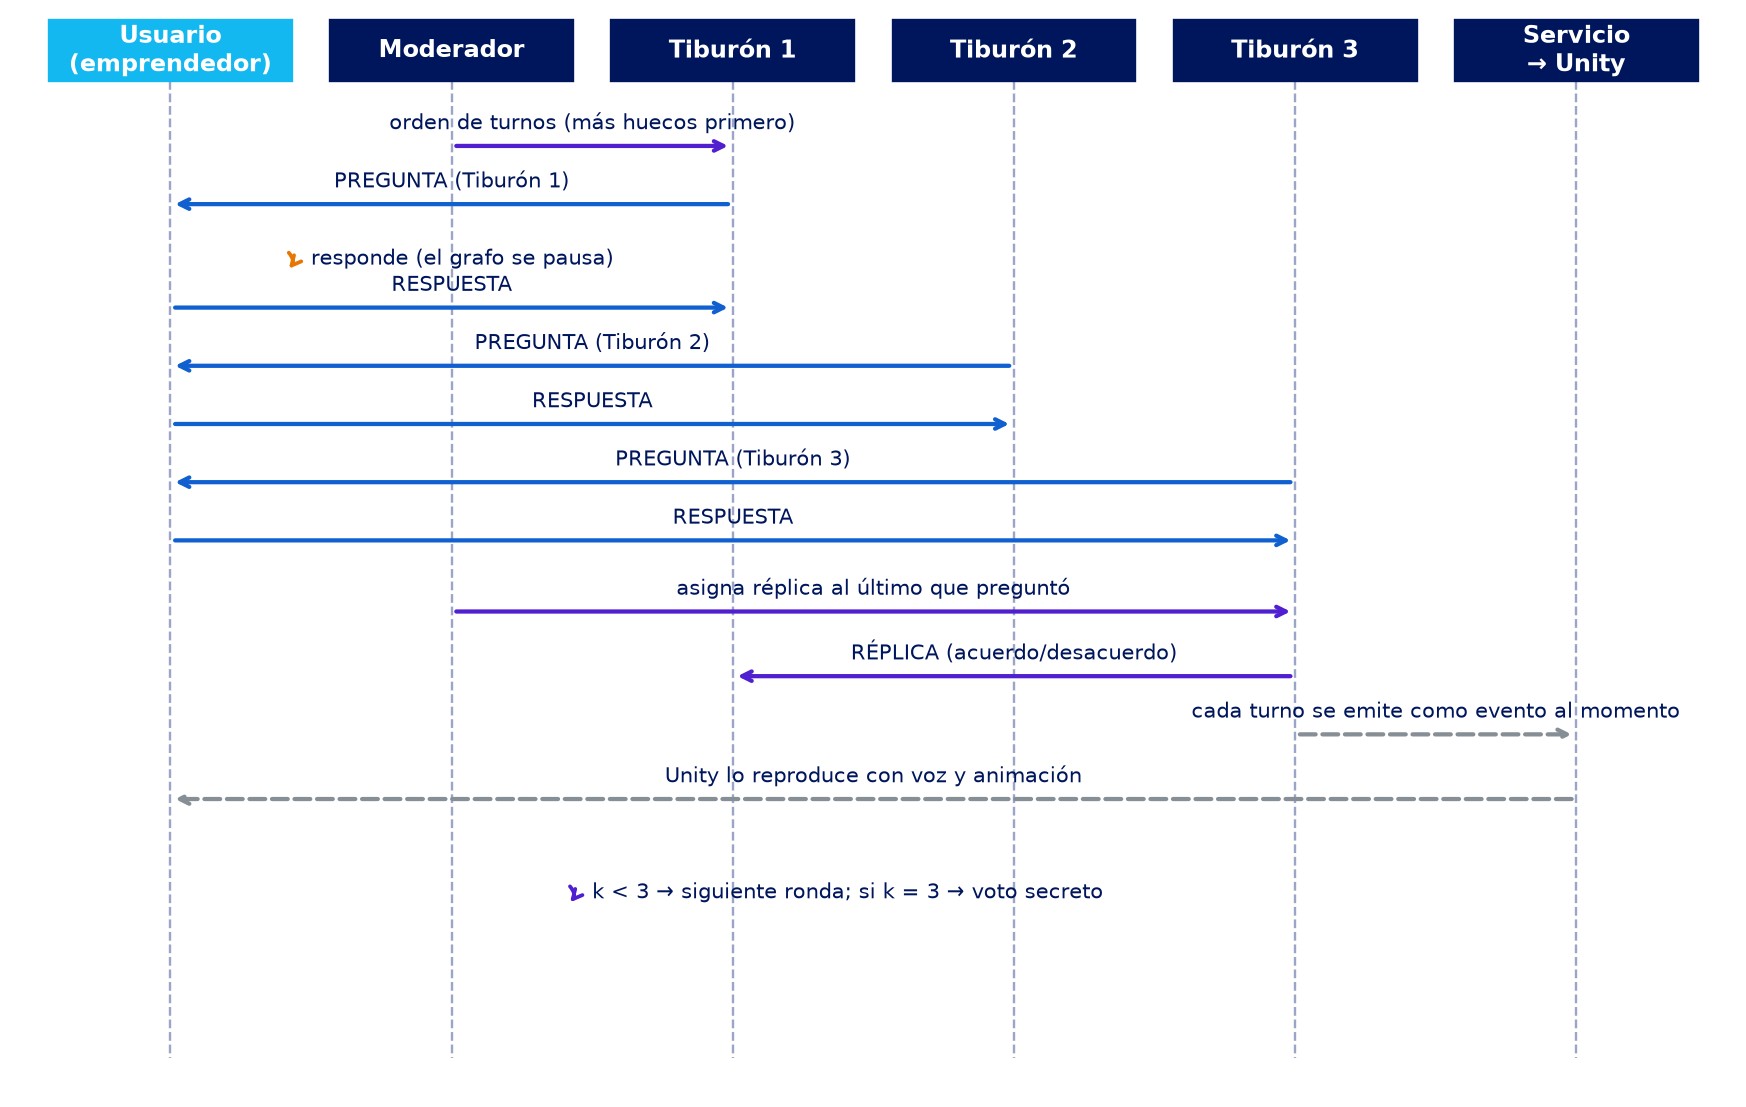 Usuario
(emprendedor)
Moderador
Tiburón 1
Tiburón 2
Tiburón 3
Servicio
→ Unity
orden de turnos (más huecos primero)
PREGUNTA (Tiburón 1)
responde (el grafo se pausa)
RESPUESTA
PREGUNTA (Tiburón 2)
RESPUESTA
PREGUNTA (Tiburón 3)
RESPUESTA
asigna réplica al último que preguntó
RÉPLICA (acuerdo/desacuerdo)
cada turno se emite como evento al momento
Unity lo reproduce con voz y animación
k < 3 → siguiente ronda; si k = 3 → voto secreto